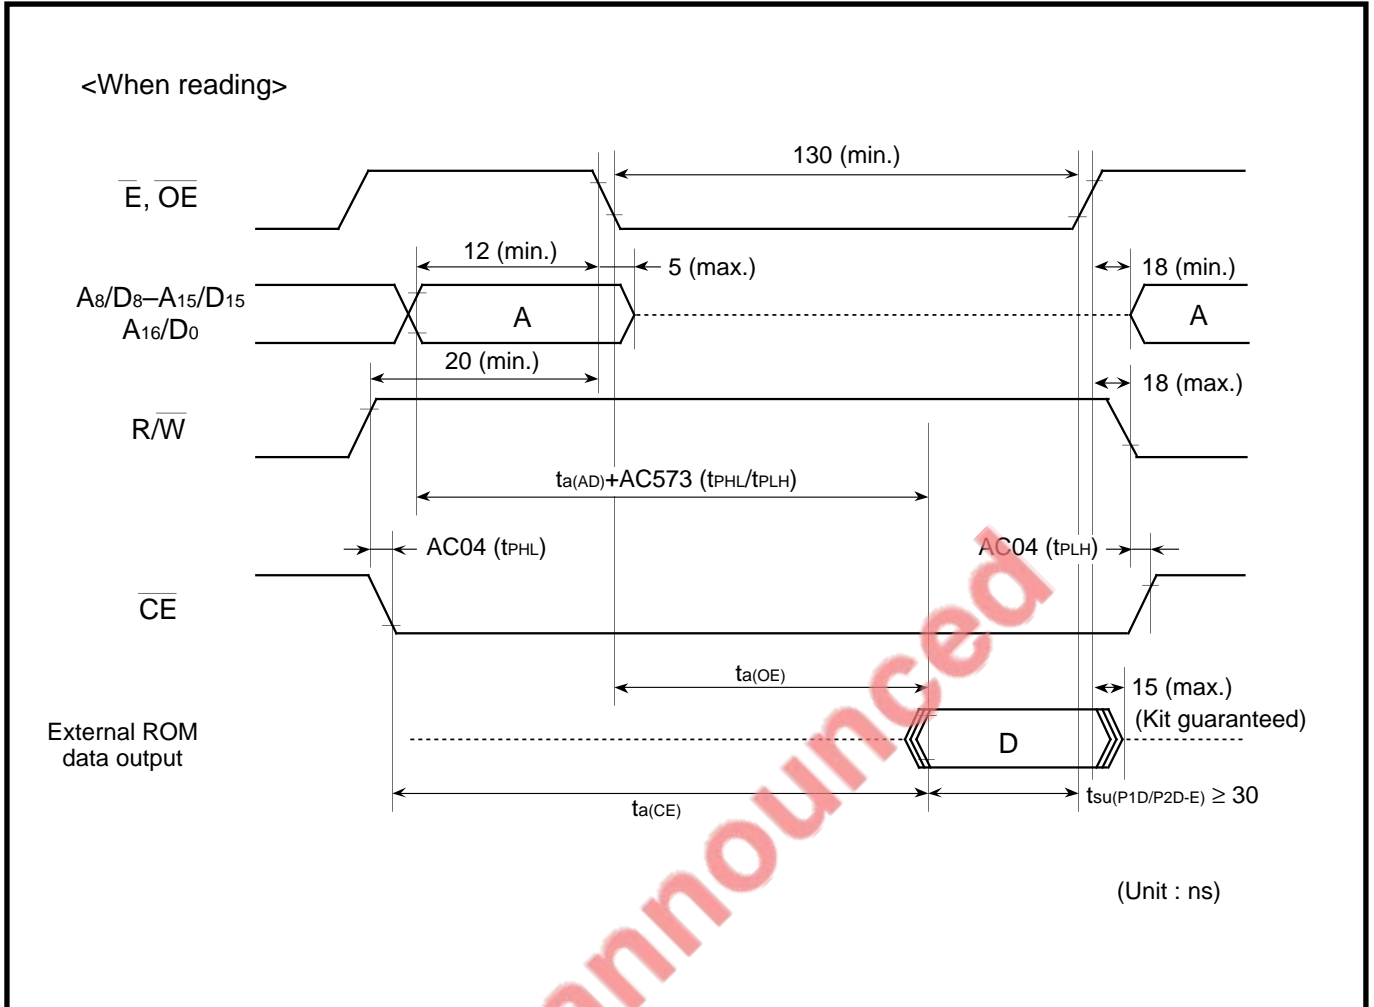 <When reading>
130 (min.)
E, OE
12 (min.)
5 (max.)
18 (min.)
A8/D8–A15/D15
A16/D0
A
A
20 (min.)
18 (max.)
R/W
ta(AD)+AC573 (tPHL/tPLH)
AC04 (tPHL)
AC04 (tPLH)
CE
ta(OE)
15 (max.)
(Kit guaranteed)
External ROM
data output
D
ta(CE)
tsu(P1D/P2D-E) ≥ 30
(Unit : ns)
announced